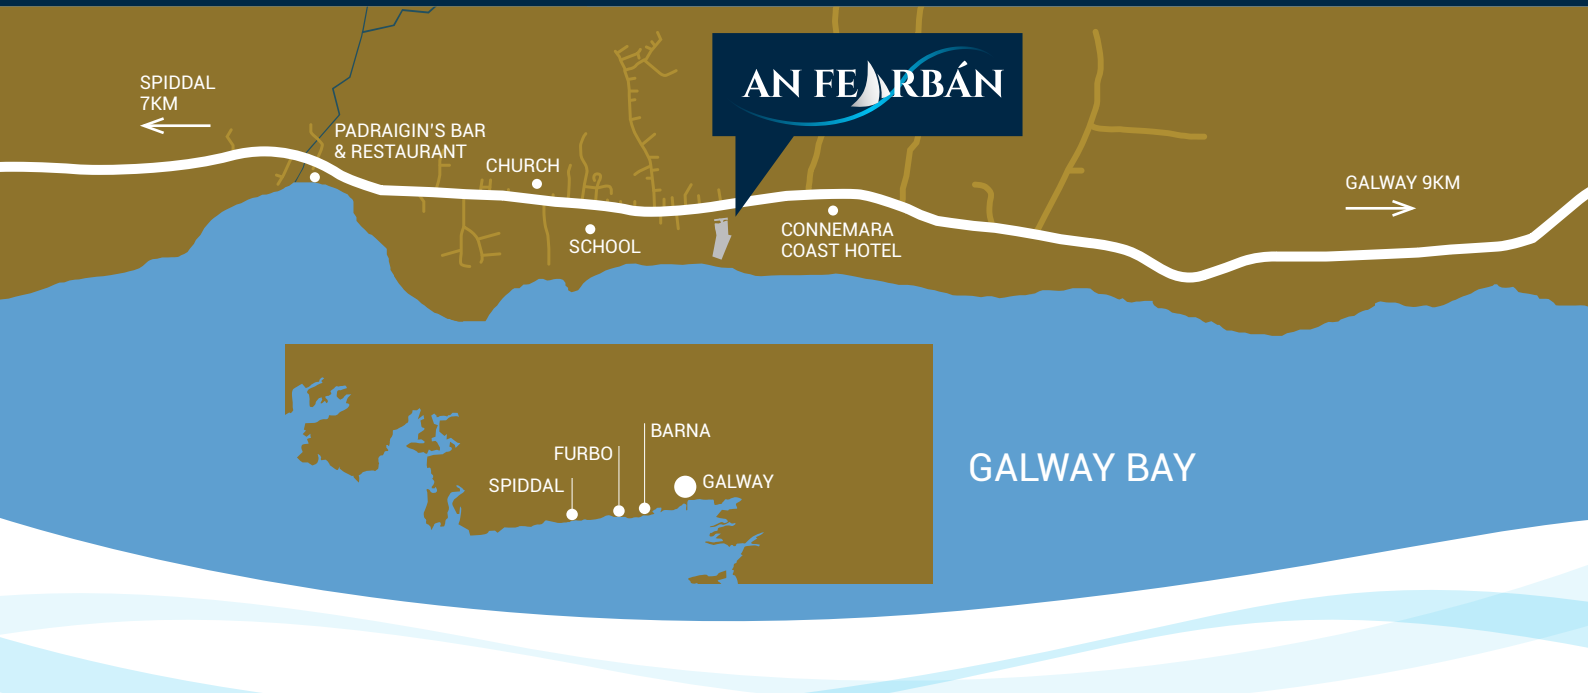 AN FEARBÁN
SPIDDAL
7KM
PADRAIGIN'S BAR
& RESTAURANT
CHURCH
SCHOOL
CONNEMARA
COAST HOTEL
GALWAY 9KM
BARNA
FURBO
SPIDDAL
GALWAY
GALWAY BAY